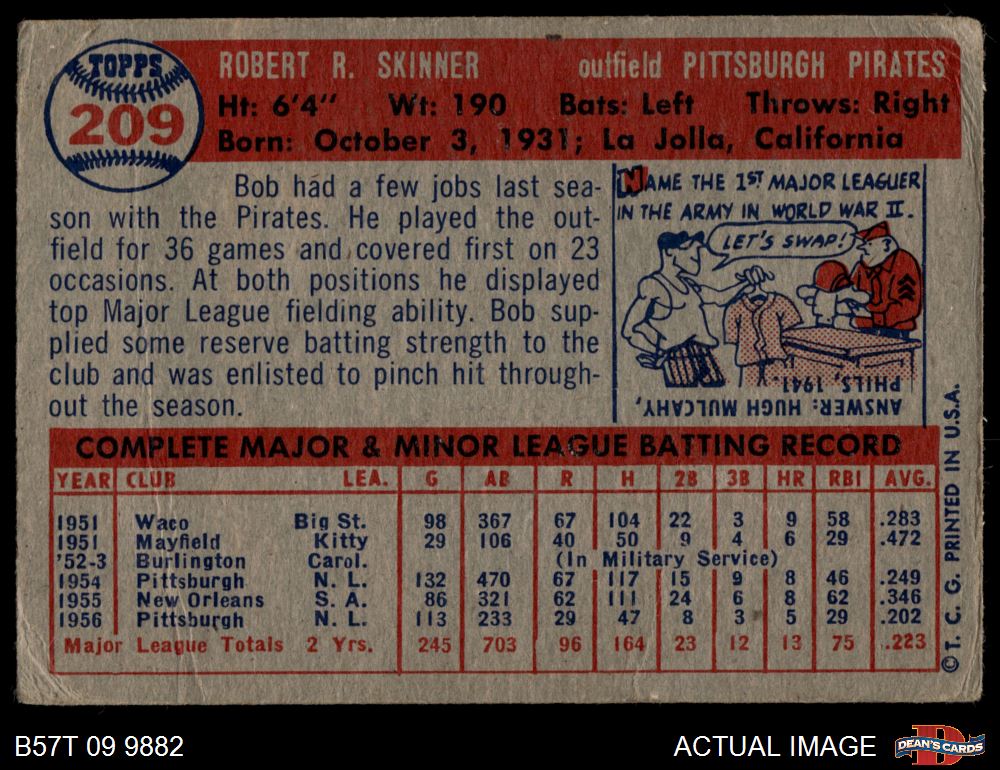 TOPPS
209
ROBERT R. SKINNER outfield PITTSBURGH PIRATES
Ht: 6'4" Wt: 190 Bats: Left Throws: Right
Born: October 3, 1931; La Jolla, California
Bob had a few jobs last sea-
son with the Pirates. He played the out-
field for 36 games and covered first on 23
occasions. At both positions he displayed
top Major League fielding ability. Bob sup-
plied some reserve batting strength to the
club and was enlisted to pinch hit through-
out the season.
NAME THE 1ST MAJOR LEAGUER
IN THE ARMY IN WORLD WAR II.
LET'S SWAP!
ANSWER: HUGH MULCAHY,
PHILS, 1941.
COMPLETE MAJOR & MINOR LEAGUE BATTING RECORD
YEAR CLUB LEA. G AB R H 2B 3B HR RBI AVG.
1951 Waco Big St. 98 367 67 104 22 3 9 58 .283
1951 Mayfield Kitty 29 106 40 50 9 4 6 29 .472
'52-3 Burlington Carol. (In Military Service)
1954 Pittsburgh N. L. 132 470 67 117 15 9 8 46 .249
1955 New Orleans S. A. 86 321 62 111 24 6 8 62 .346
1956 Pittsburgh N. L. 113 233 29 47 8 3 5 29 .202
Major League Totals 2 Yrs. 245 703 96 164 23 12 13 75 .223
© T. C. G. PRINTED IN U.S.A.
B57T 09 9882
ACTUAL IMAGE
DEAN'S CARDS